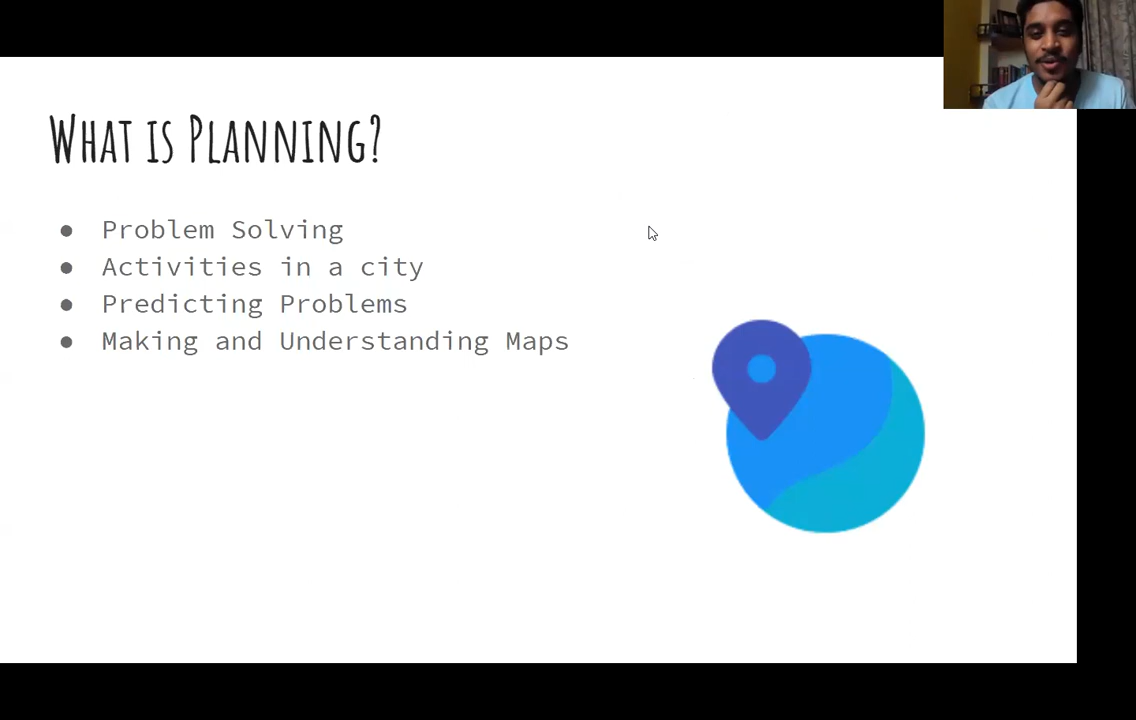 What is Planning?
● Problem Solving
● Activities in a city
● Predicting Problems
● Making and Understanding Maps